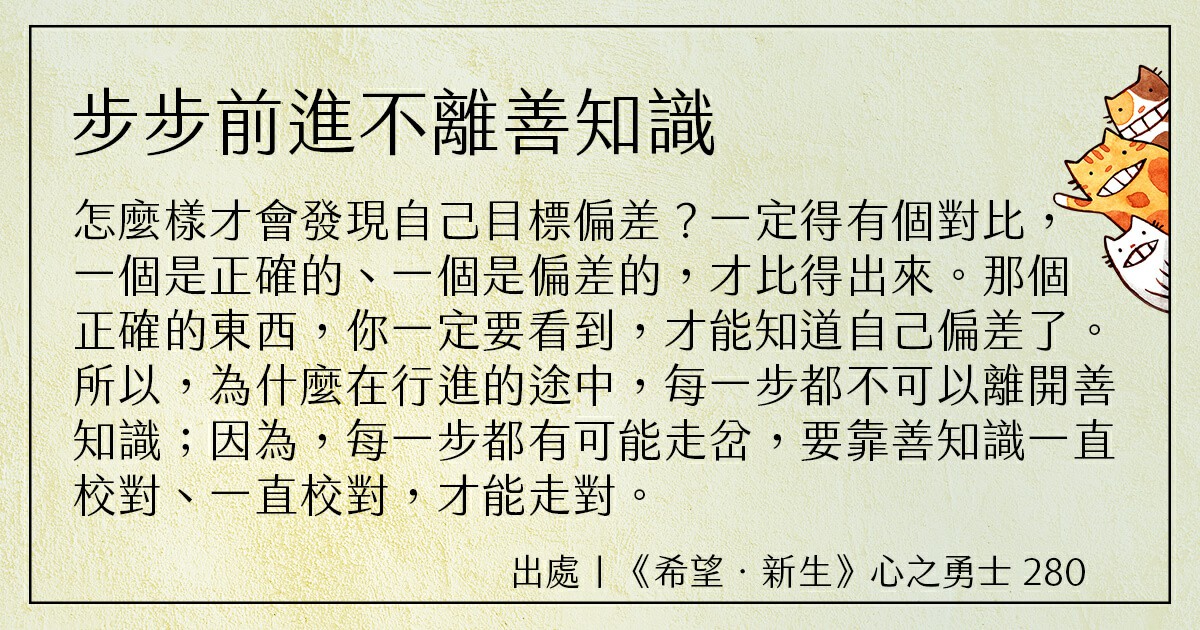 步步前進不離善知識
怎麼樣才會發現自己目標偏差？一定得有個對比，
一個是正確的、一個是偏差的，才比得出來。那個
正確的東西，你一定要看到，才能知道自己偏差了。
所以，為什麼在行進的途中，每一步都不可以離開善
知識；因為，每一步都有可能走岔，要靠善知識一直
校對、一直校對，才能走對。
出處｜《希望．新生》心之勇士 280